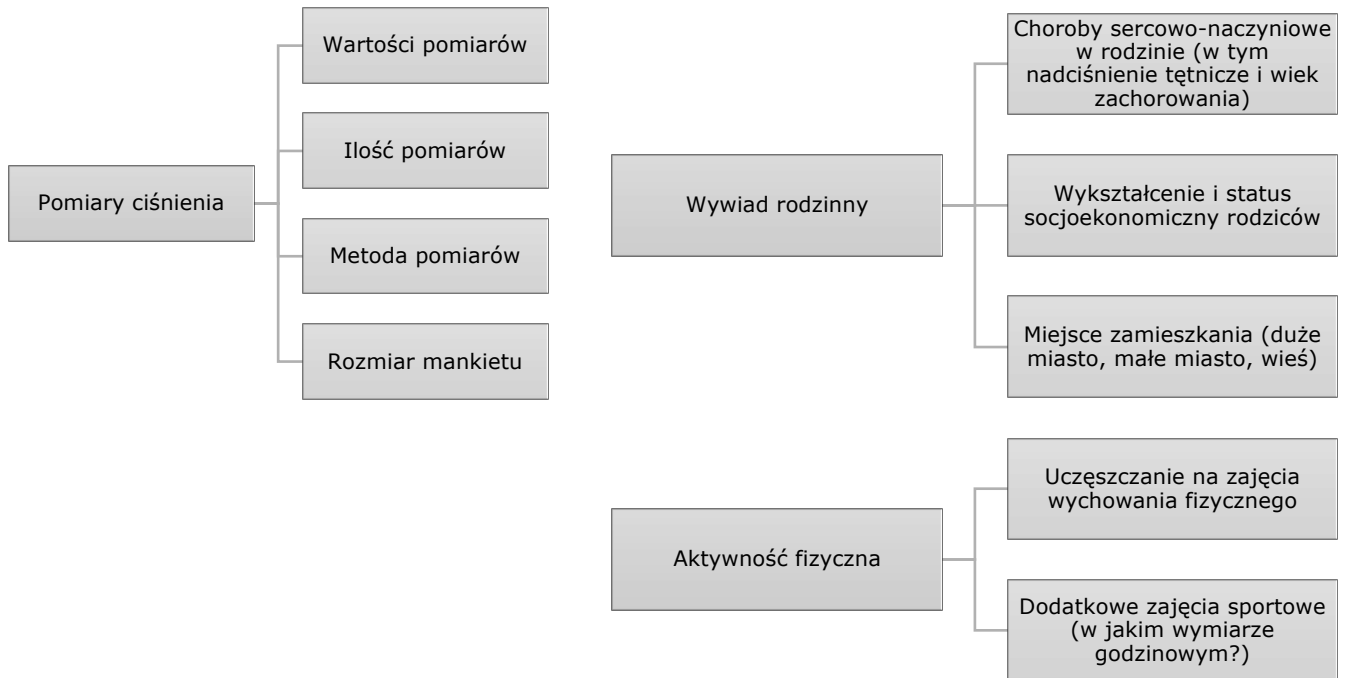 Pomiary ciśnienia
Wartości pomiarów
Ilość pomiarów
Metoda pomiarów
Rozmiar mankietu
Wywiad rodzinny
Choroby sercowo-naczyniowe
w rodzinie (w tym
nadciśnienie tętnicze i wiek
zachorowania)
Wykształcenie i status
socjoekonomiczny rodziców
Miejsce zamieszkania (duże
miasto, małe miasto, wieś)
Aktywność fizyczna
Uczęszczanie na zajęcia
wychowania fizycznego
Dodatkowe zajęcia sportowe
(w jakim wymiarze
godzinowym?)